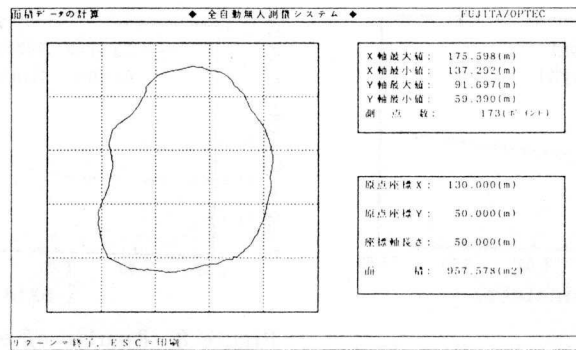 面積データの計算 ◆ 全自動無人測量システム ◆ FUJITA/OPTEC
X軸最大値: 175.598(m)
X軸最小値: 137.292(m)
Y軸最大値: 91.697(m)
Y軸最小値: 59.390(m)
測点数: 173(ポイント)
原点座標X: 130.000(m)
原点座標Y: 50.000(m)
座標軸長さ: 50.000(m)
面積: 957.578(m2)
リターン=終了, ESC=印刷